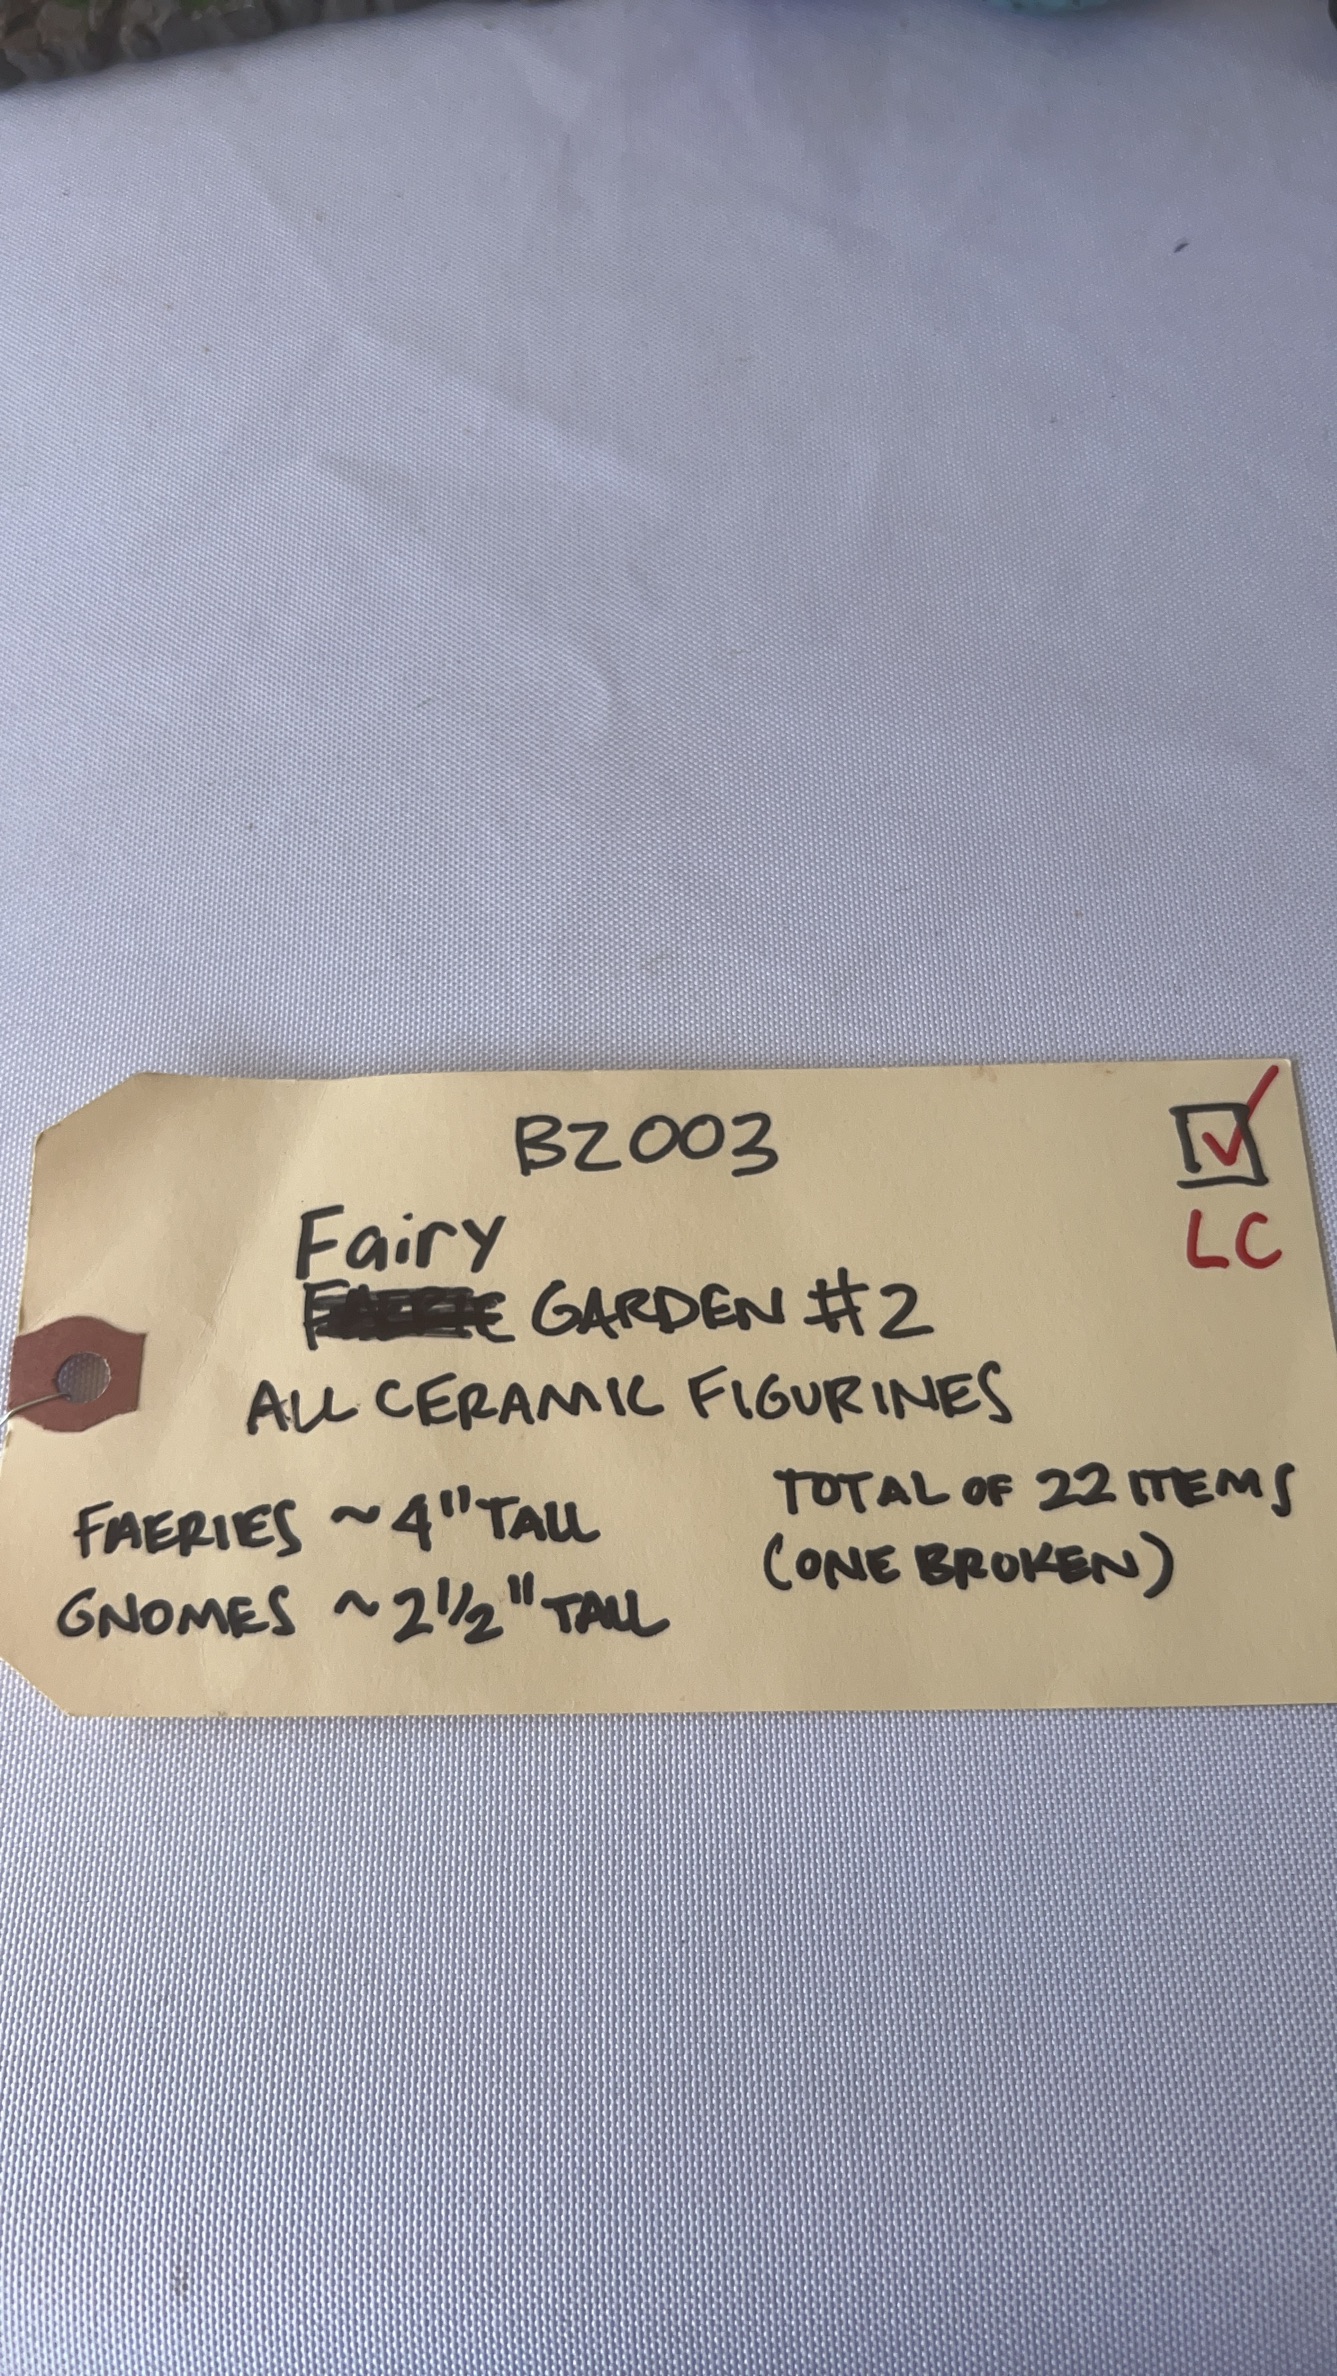 BZ003
LC
Fairy
GARDEN #2
ALL CERAMIC FIGURINES
FAERIES ~4" TALL
GNOMES ~2½" TALL
TOTAL OF 22 ITEMS
(ONE BROKEN)